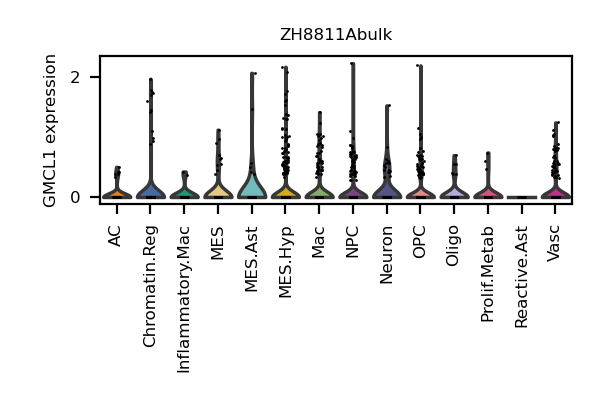 ZH8811Abulk
GMCL1 expression
2
0
AC
Chromatin.Reg
Inflammatory.Mac
MES
MES.Ast
MES.Hyp
Mac
NPC
Neuron
OPC
Oligo
Prolif.Metab
Reactive.Ast
Vasc